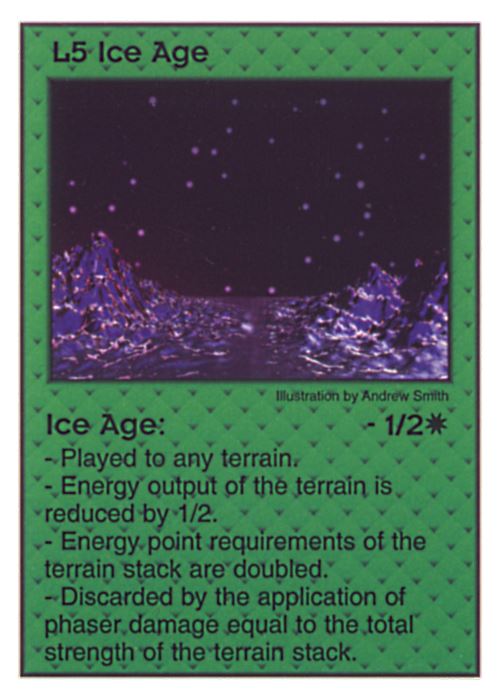 L5 Ice Age
Illustration by Andrew Smith
Ice Age: - 1/2✷
- Played to any terrain.
- Energy output of the terrain is
reduced by 1/2.
- Energy point requirements of the
terrain stack are doubled.
- Discarded by the application of
phaser damage equal to the total
strength of the terrain stack.